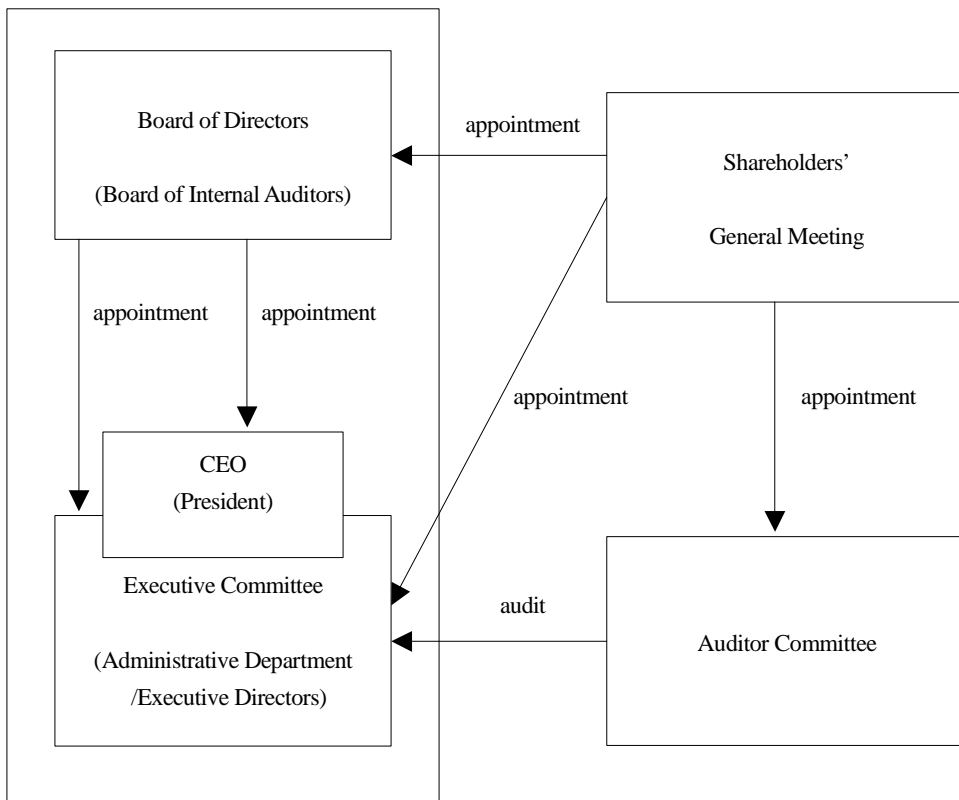 Board of Directors
(Board of Internal Auditors)
appointment
Shareholders’
General Meeting
appointment
appointment
appointment
appointment
CEO
(President)
Executive Committee
(Administrative Department
/Executive Directors)
audit
Auditor Committee